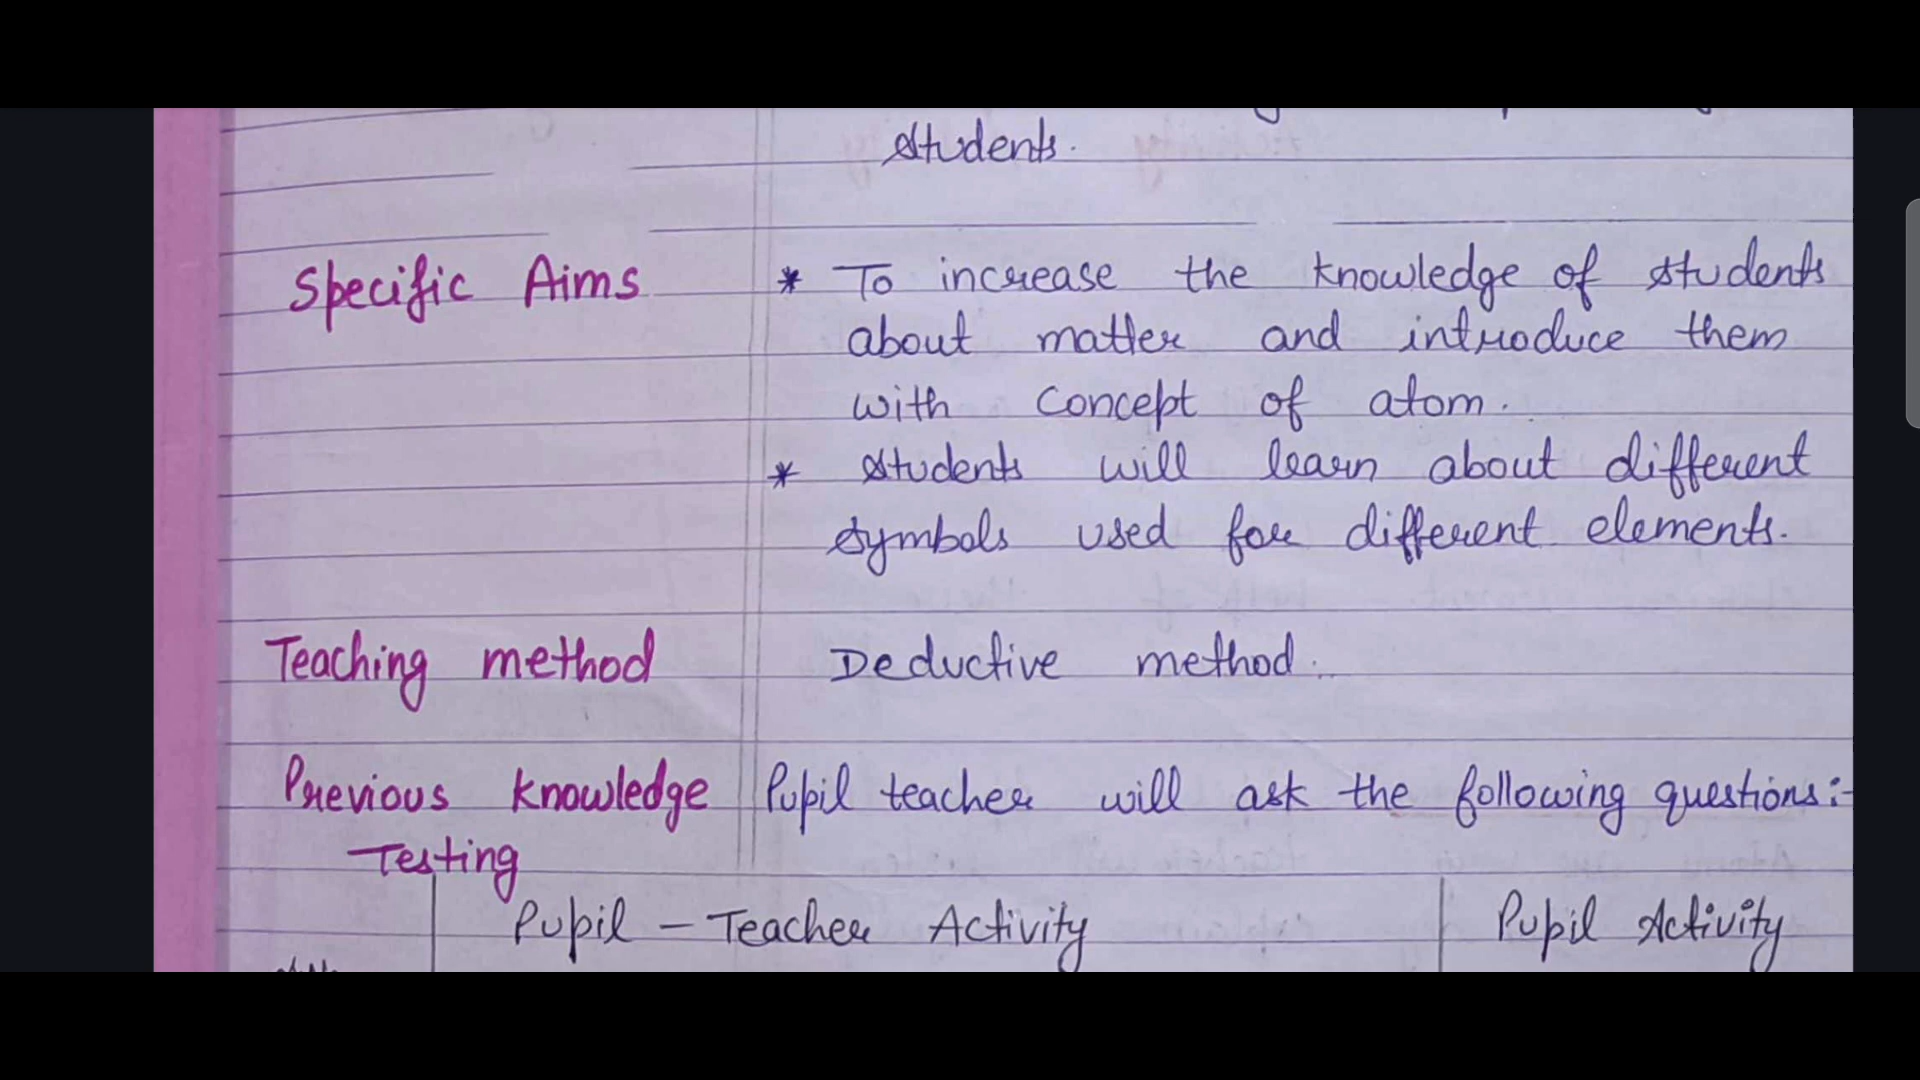 students.
Specific Aims * To increase the knowledge of students
about matter and introduce them
with concept of atom.
* students will learn about different
symbols used for different elements.
Teaching method Deductive method.
Previous knowledge Pupil teacher will ask the following questions:-
Testing
Pupil - Teacher Activity Pupil Activity